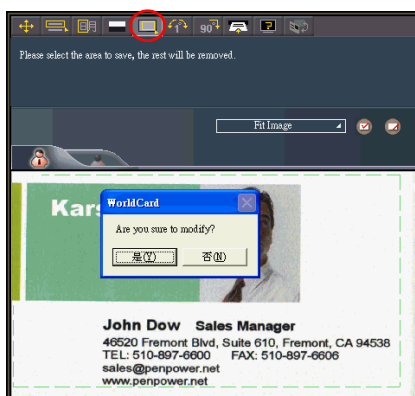 1°
90°
Please select the area to save, the rest will be removed.
Fit Image
Kars
WorldCard
Are you sure to modify?
是(Y)
否(N)
John Dow Sales Manager
46520 Fremont Blvd, Suite 610, Fremont, CA 94538
TEL: 510-897-6600 FAX: 510-897-6606
sales@penpower.net
www.penpower.net